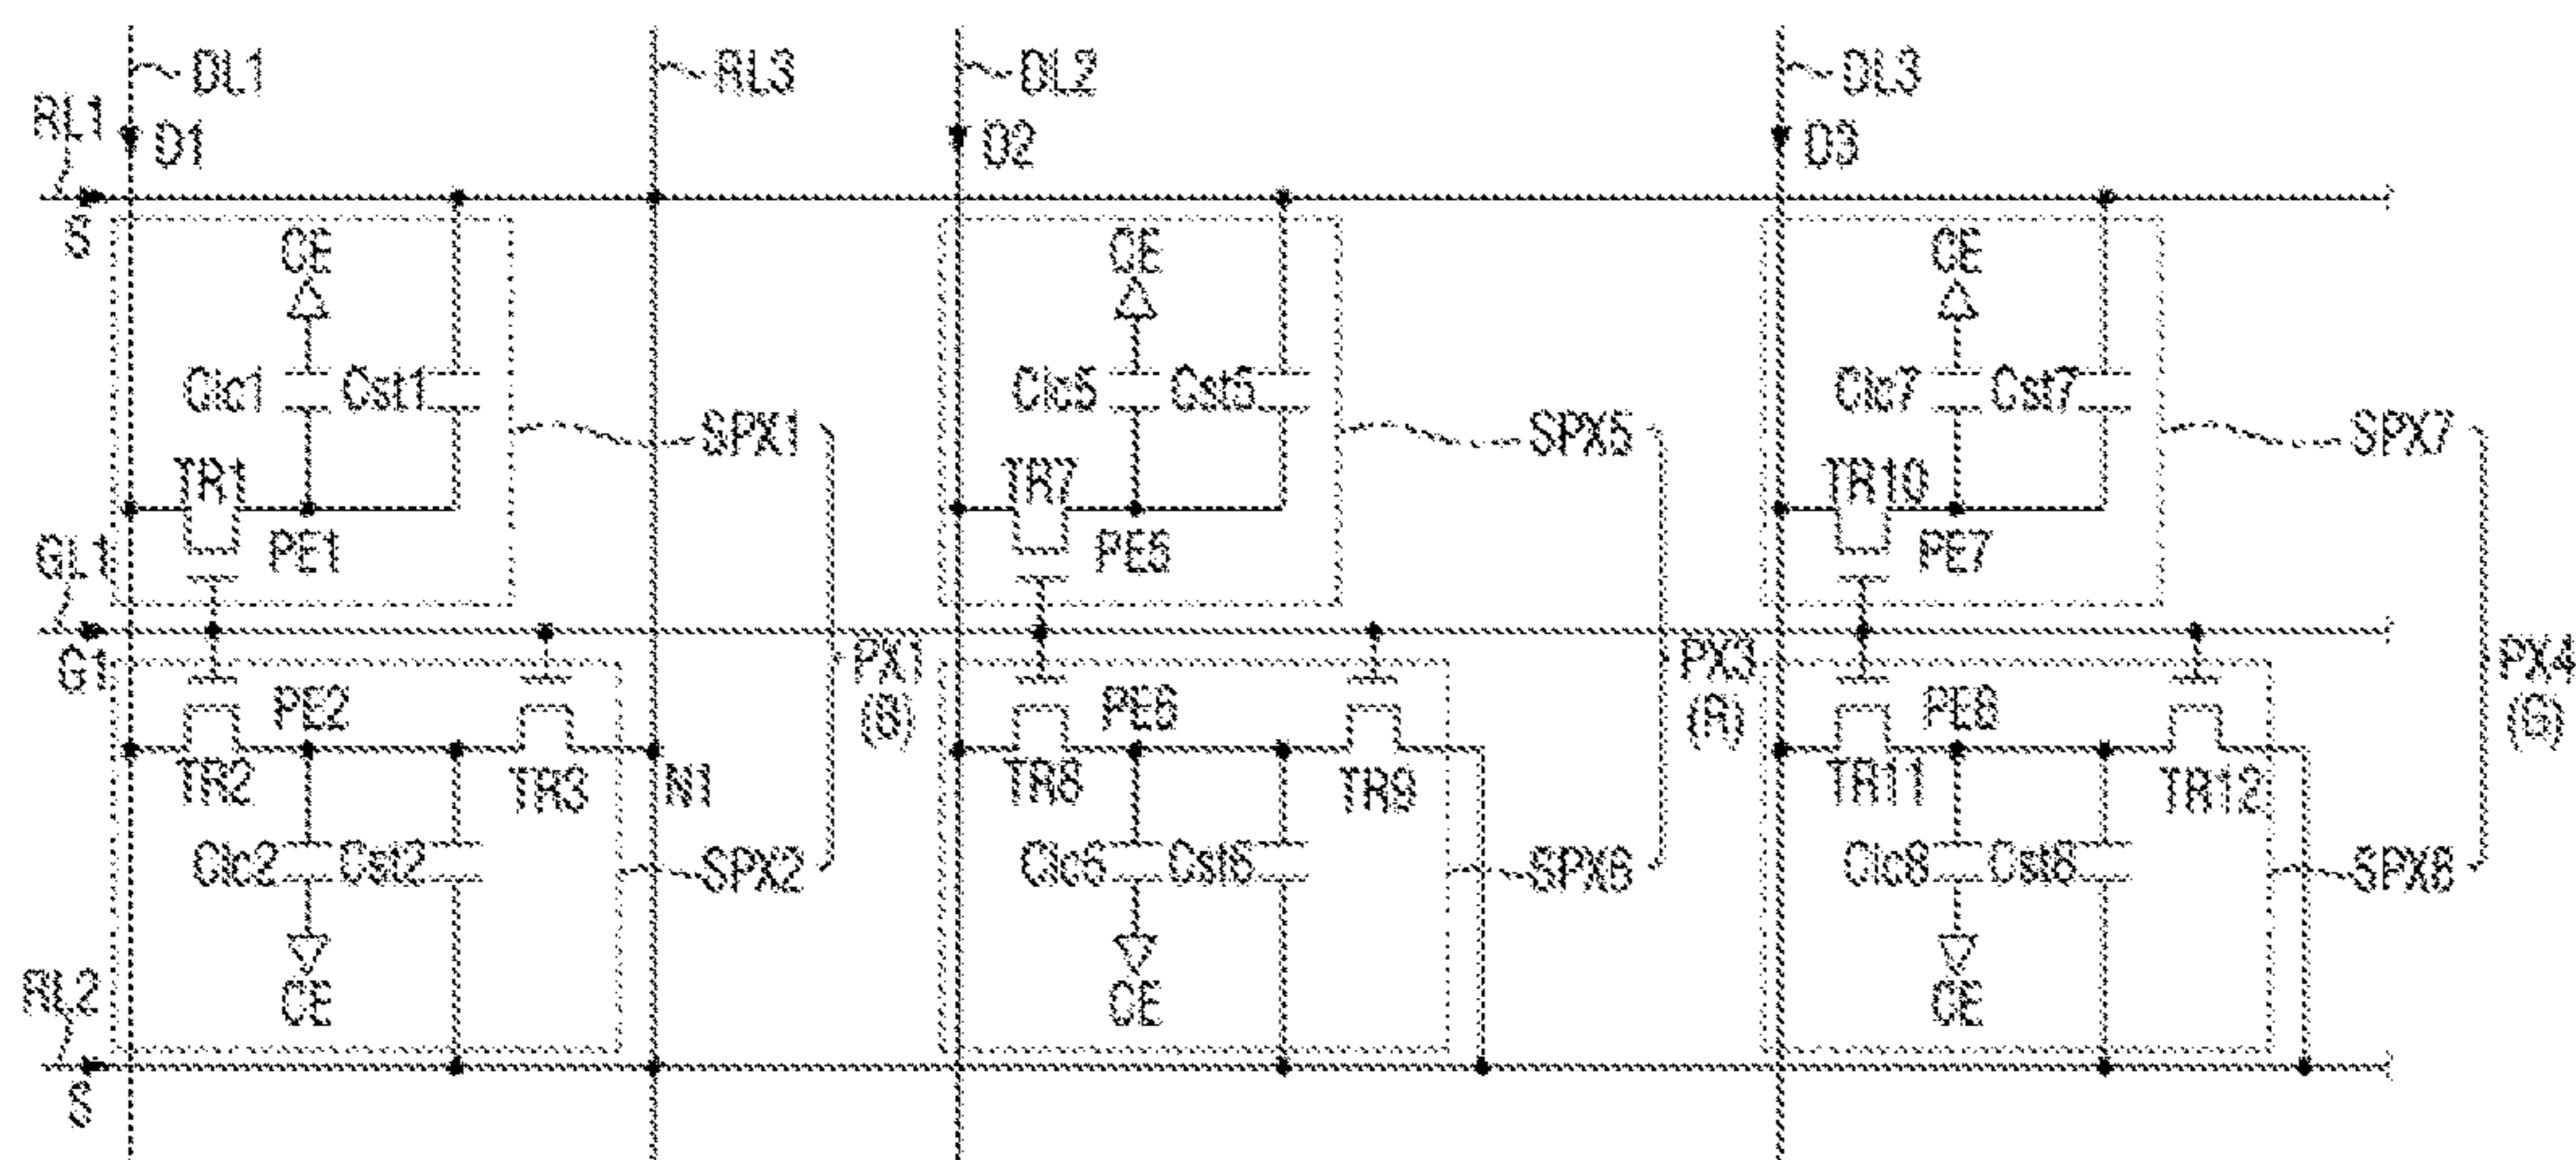 DL1 RL3 DL2 DL3
RL1 D1 D2 D3
S
CE CE CE
Clc1 Cst1 Clc5 Cst5 Clc7 Cst7
SPX1 SPX5 SPX7
TR1 TR7 TR10
PE1 PE5 PE7
GL1
G1 PX1 PX3 PX4
(B) (R) (G)
PE2 PE6 PE8
TR2 TR3 N1 TR8 TR9 TR11 TR12
Clc2 Cst2 SPX2 Clc6 Cst6 SPX6 Clc8 Cst8 SPX8
CE CE CE
RL2
S